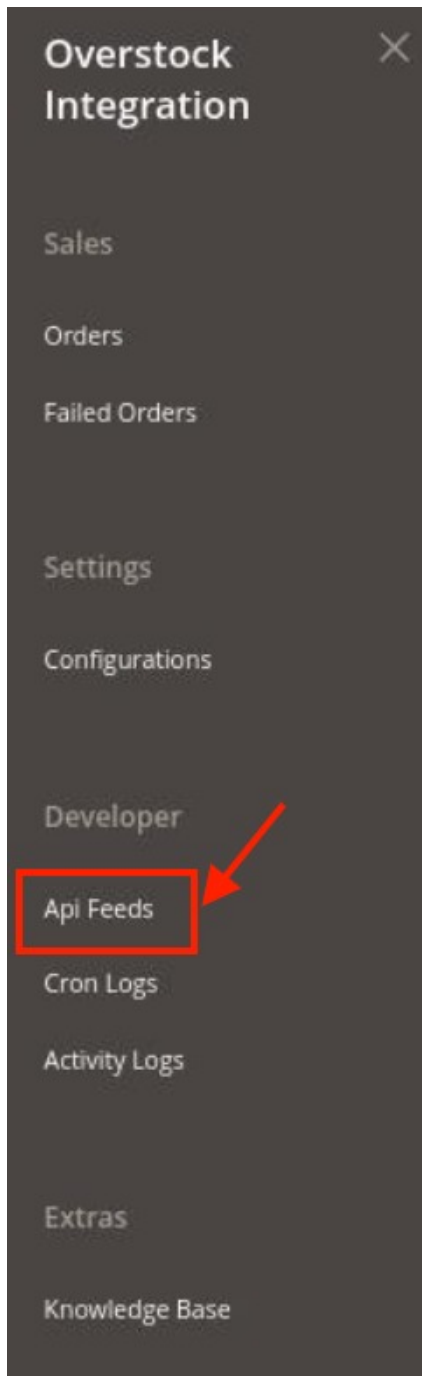 Overstock
Integration
Sales
Orders
Failed Orders
Settings
Configurations
Developer
Api Feeds
Cron Logs
Activity Logs
Extras
Knowledge Base